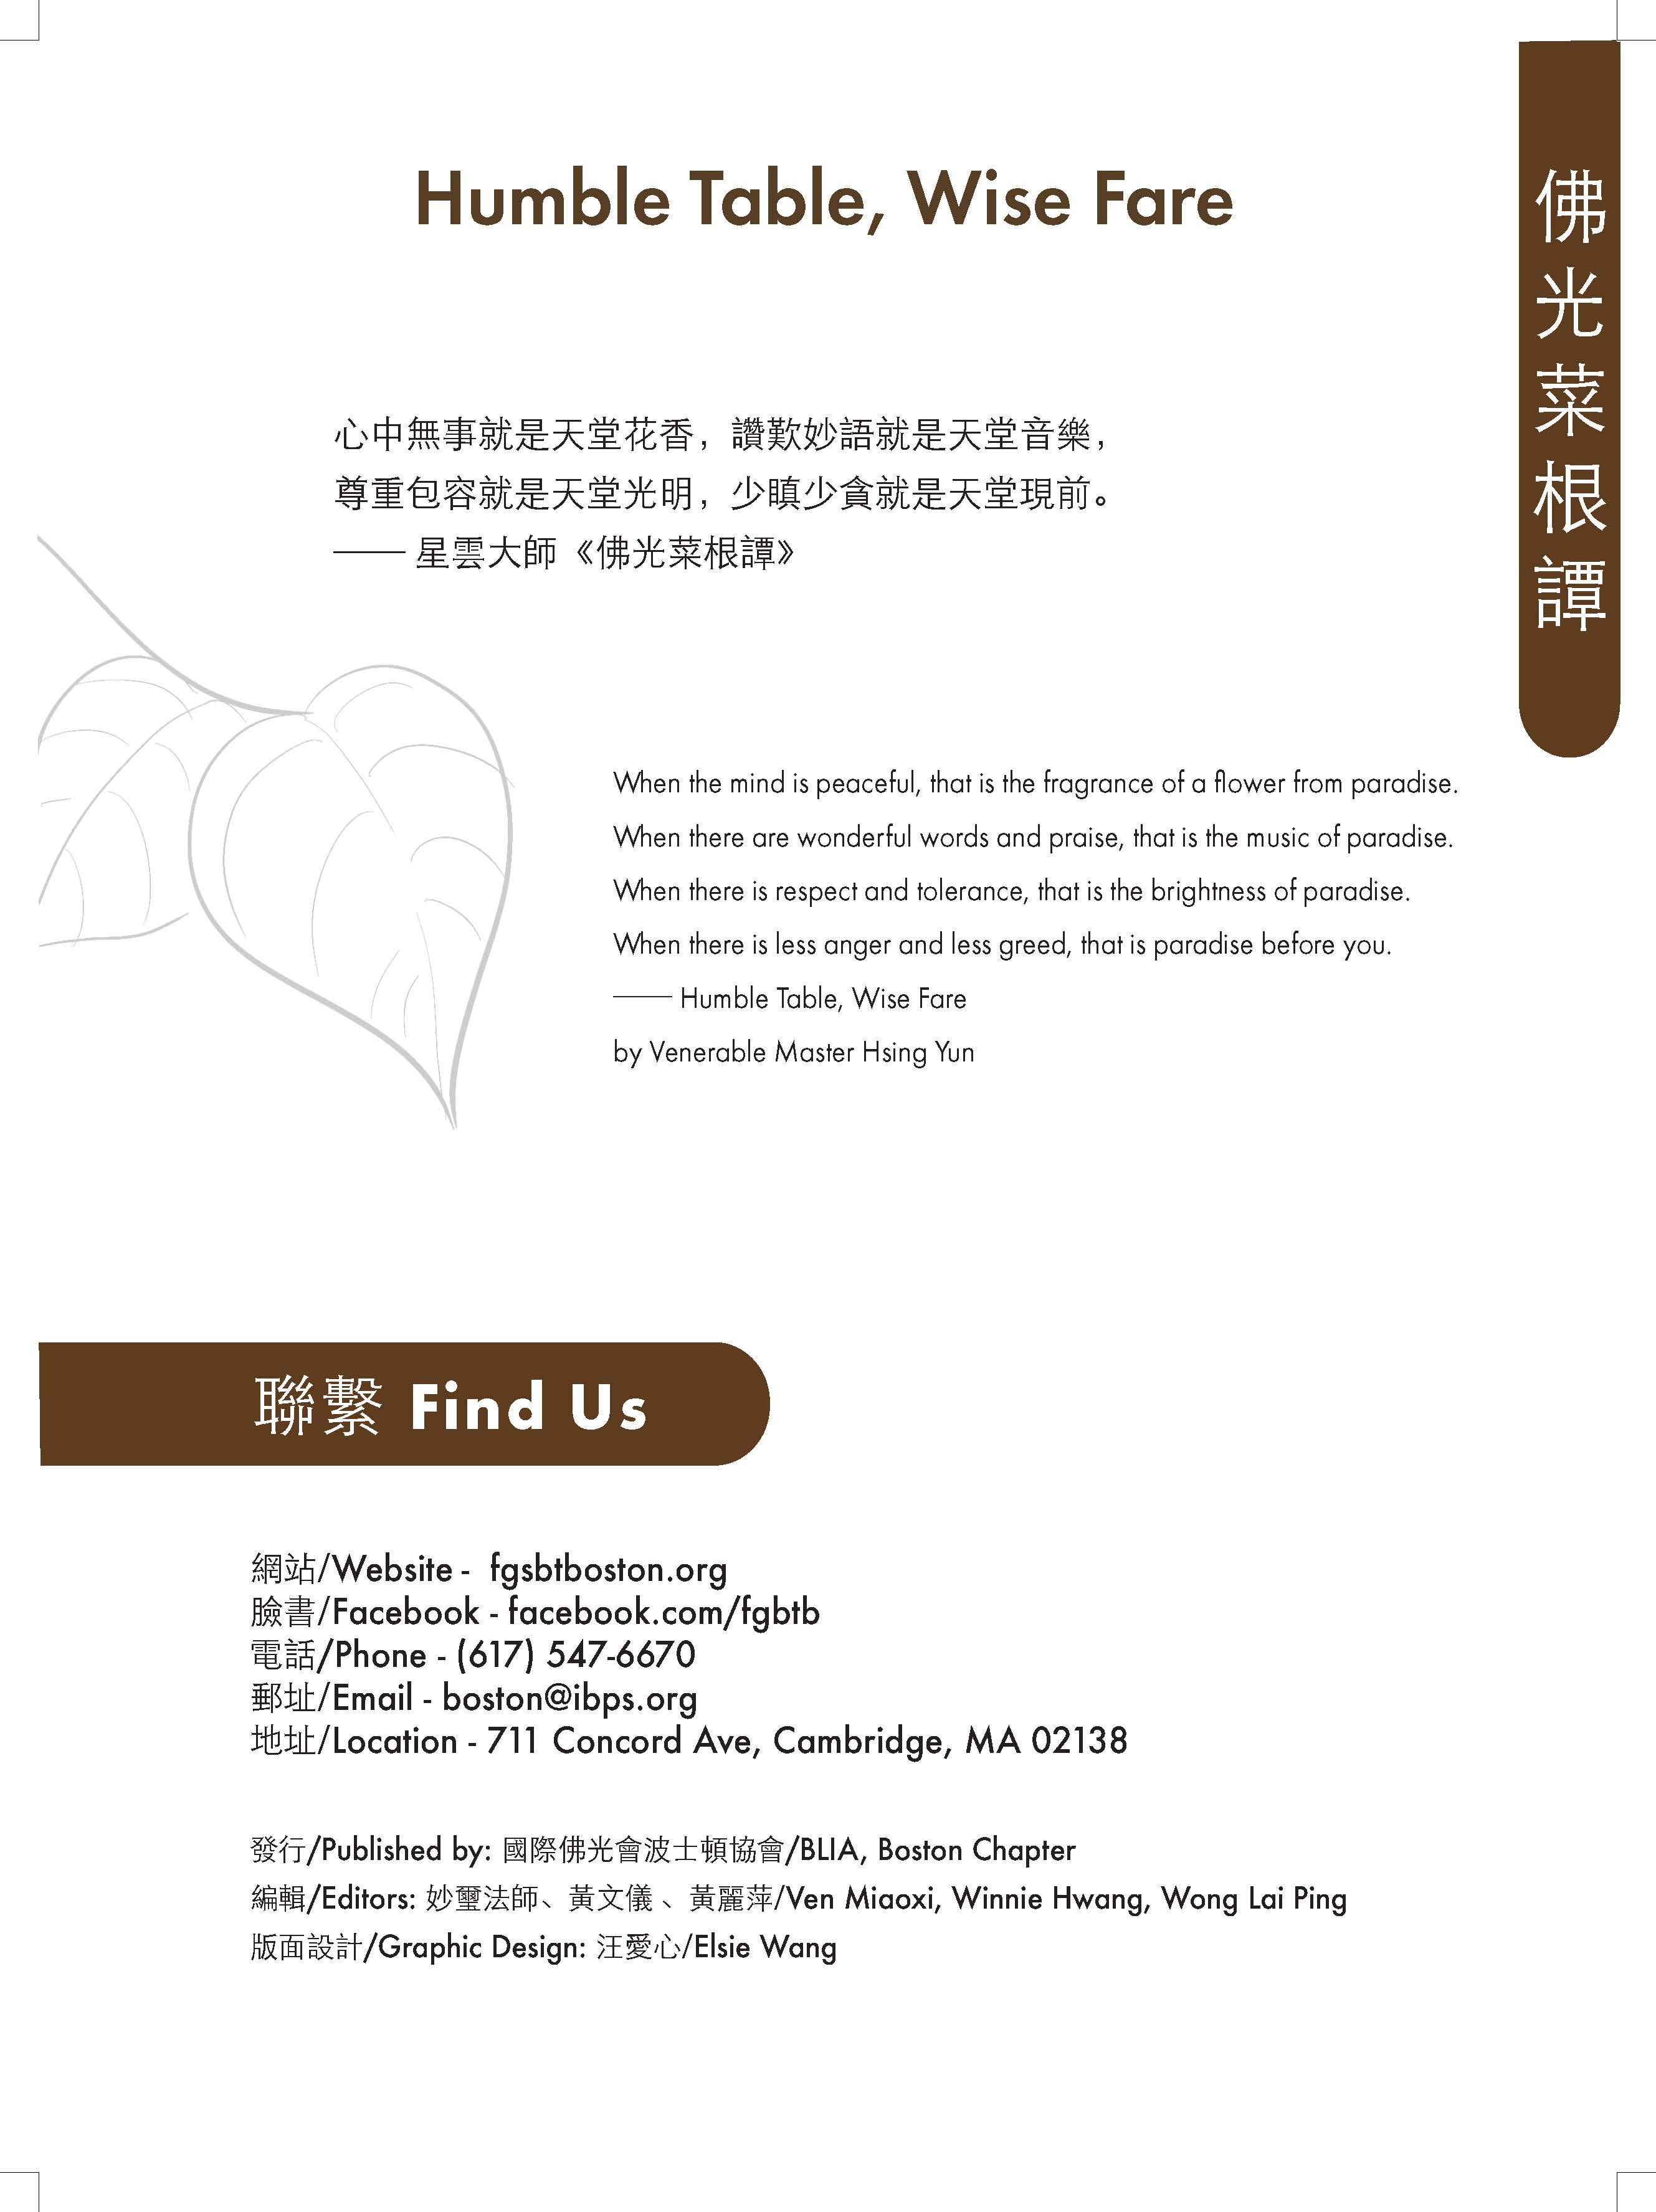 Humble Table, Wise Fare
佛光菜根譚
心中無事就是天堂花香，讚歎妙語就是天堂音樂，
尊重包容就是天堂光明，少瞋少貪就是天堂現前。
—— 星雲大師《佛光菜根譚》
When the mind is peaceful, that is the fragrance of a flower from paradise.
When there are wonderful words and praise, that is the music of paradise.
When there is respect and tolerance, that is the brightness of paradise.
When there is less anger and less greed, that is paradise before you.
—— Humble Table, Wise Fare
by Venerable Master Hsing Yun
聯繫 Find Us
網站/Website - fgsbtboston.org
臉書/Facebook - facebook.com/fgbtb
電話/Phone - (617) 547-6670
郵址/Email - boston@ibps.org
地址/Location - 711 Concord Ave, Cambridge, MA 02138
發行/Published by: 國際佛光會波士頓協會/BLIA, Boston Chapter
編輯/Editors: 妙璽法師、黃文儀、黃麗萍/Ven Miaoxi, Winnie Hwang, Wong Lai Ping
版面設計/Graphic Design: 汪愛心/Elsie Wang